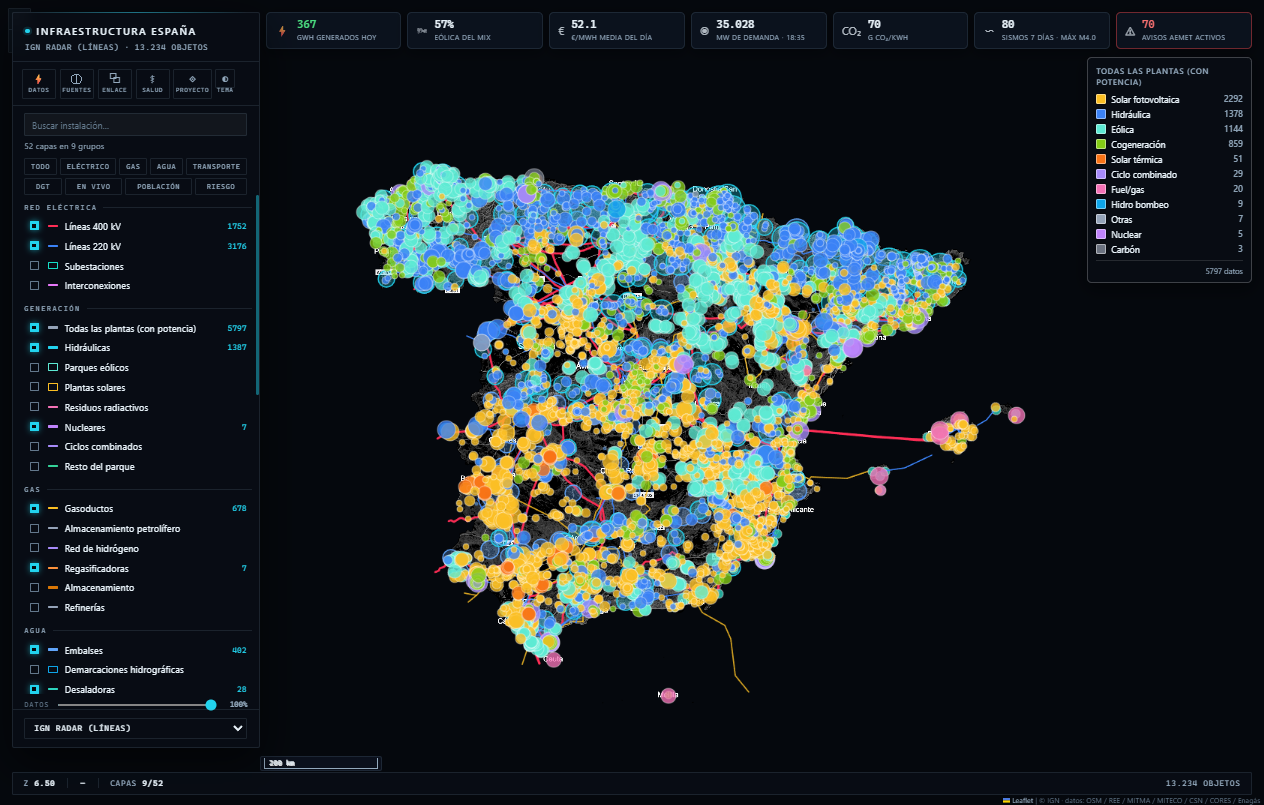 INFRAESTRUCTURA ESPAÑA
IGN RADAR (LÍNEAS) · 13.234 OBJETOS
DATOS
FUENTES
ENLACE
SALUD
PROYECTO
TEMA
Buscar instalación…
52 capas en 9 grupos
TODO
ELÉCTRICO
GAS
AGUA
TRANSPORTE
DGT
EN VIVO
POBLACIÓN
RIESGO
RED ELÉCTRICA
Líneas 400 kV 1752
Líneas 220 kV 3176
Subestaciones
Interconexiones
GENERACIÓN
Todas las plantas (con potencia) 5797
Hidráulicas 1387
Parques eólicos
Plantas solares
Residuos radiactivos
Nucleares 7
Ciclos combinados
Resto del parque
GAS
Gasoductos 678
Almacenamiento petrolífero
Red de hidrógeno
Regasificadoras 7
Almacenamiento
Refinerías
AGUA
Embalses 402
Demarcaciones hidrográficas
Desaladoras 28
DATOS 100%
IGN RADAR (LÍNEAS)
367
GWH GENERADOS HOY
57%
EÓLICA DEL MIX
€ 52.1
€/MWH MEDIA DEL DÍA
35.028
MW DE DEMANDA · 18:35
CO₂ 70
G CO₂/KWH
80
SISMOS 7 DÍAS · MÁX M4.0
70
AVISOS AEMET ACTIVOS
TODAS LAS PLANTAS (CON
POTENCIA)
Solar fotovoltaica 2292
Hidráulica 1378
Eólica 1144
Cogeneración 859
Solar térmica 51
Ciclo combinado 29
Fuel/gas 20
Hidro bombeo 9
Otras 7
Nuclear 5
Carbón 3
5797 datos
Alicante
Ceuta
200 km
Z 6.50
—
CAPAS 9/52
13.234 OBJETOS
Leaflet | © IGN · datos: OSM / REE / MITMA / MITECO / CSN / CORES / Enagás